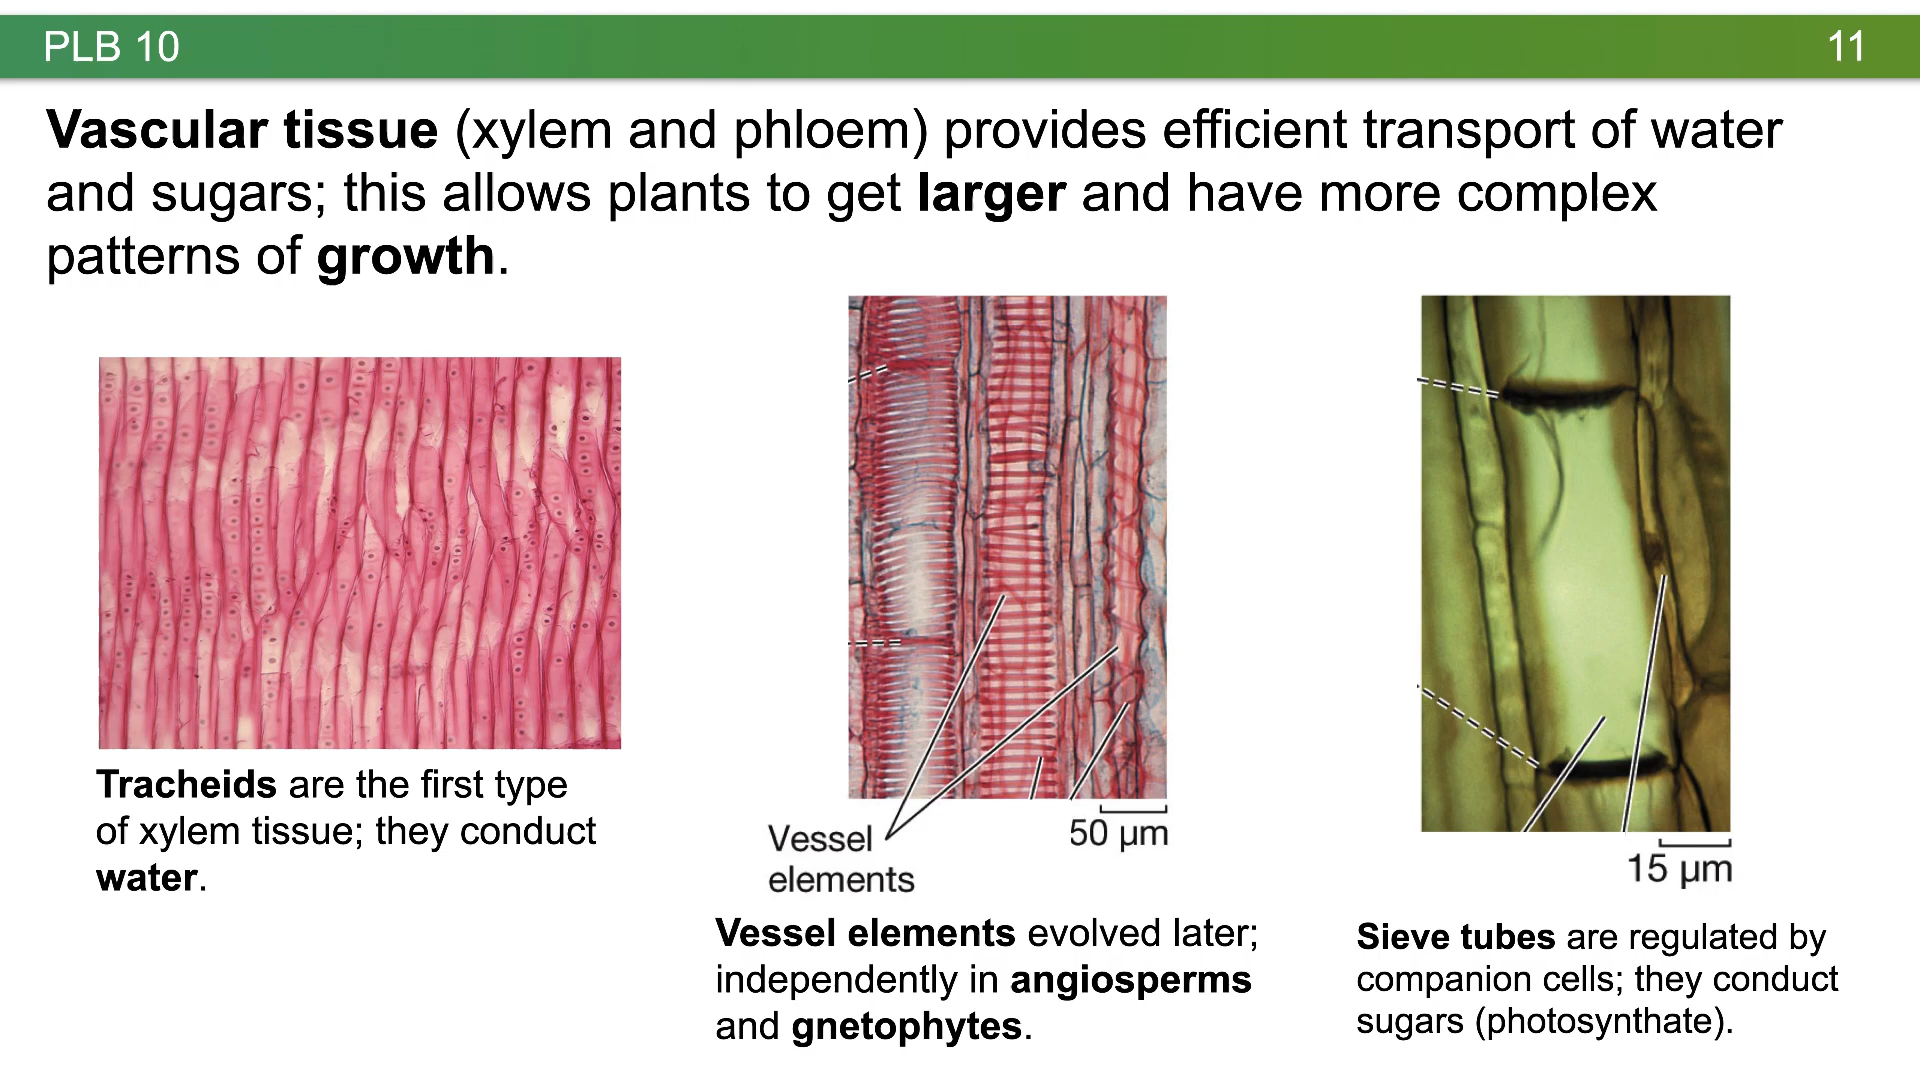 PLB 10
11
Vascular tissue (xylem and phloem) provides efficient transport of water
and sugars; this allows plants to get larger and have more complex
patterns of growth.
Tracheids are the first type
of xylem tissue; they conduct
water.
Vessel
elements
50 µm
Vessel elements evolved later;
independently in angiosperms
and gnetophytes.
15 µm
Sieve tubes are regulated by
companion cells; they conduct
sugars (photosynthate).